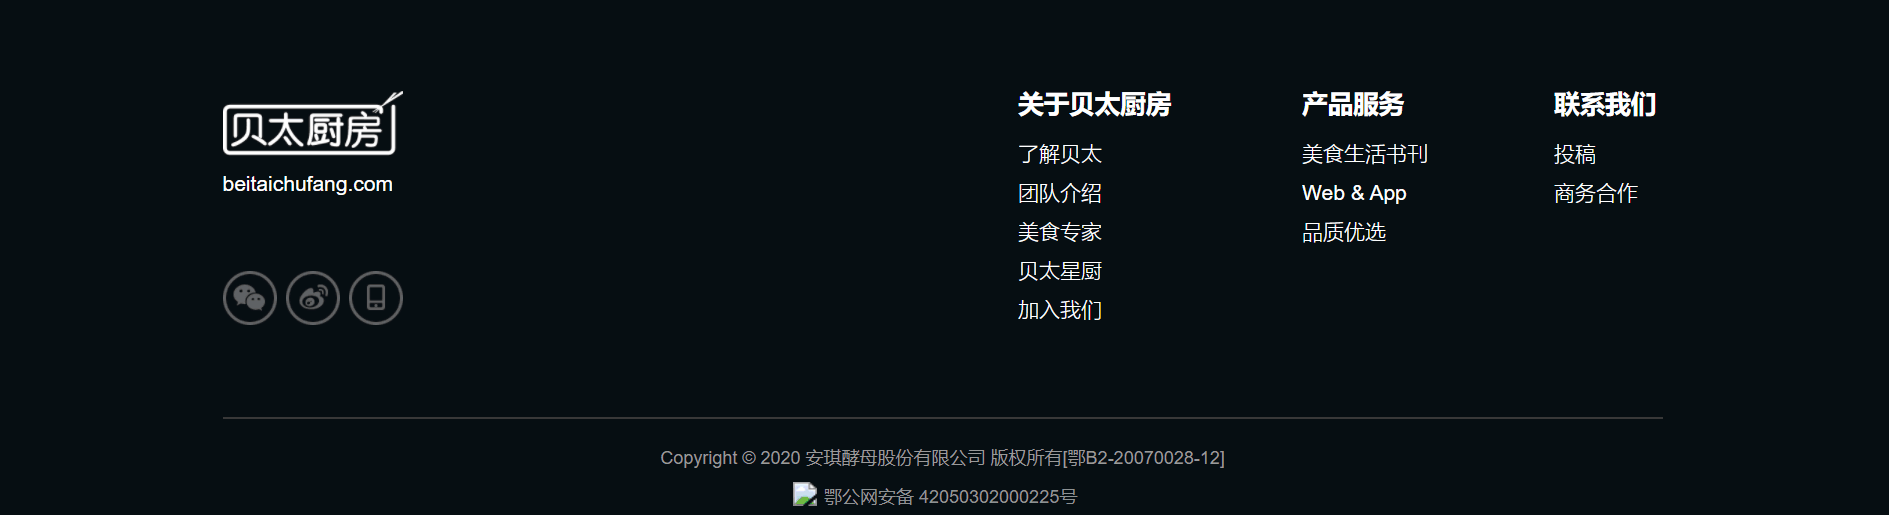 贝太厨房
beitaichufang.com
关于贝太厨房
了解贝太
团队介绍
美食专家
贝太星厨
加入我们
产品服务
美食生活书刊
Web & App
品质优选
联系我们
投稿
商务合作
Copyright © 2020 安琪酵母股份有限公司 版权所有[鄂B2-20070028-12]
鄂公网安备 42050302000225号